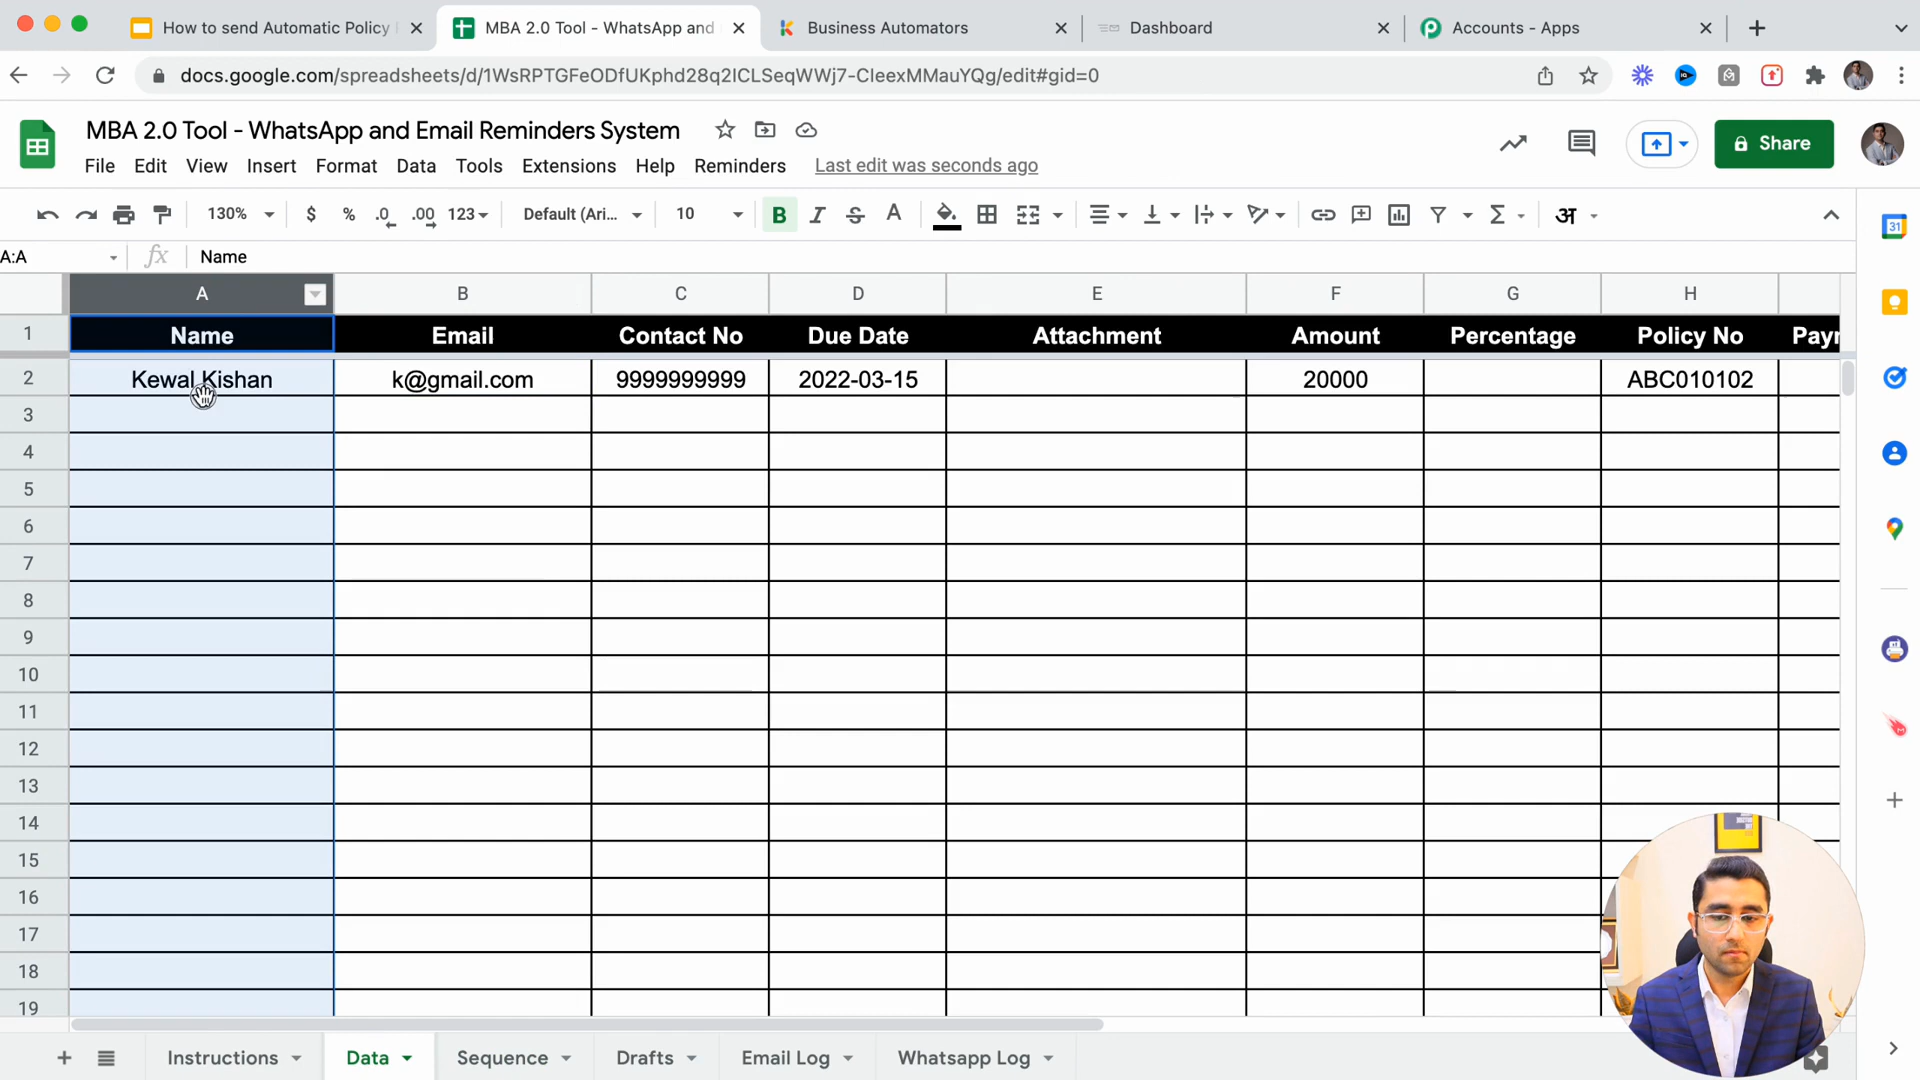 How to send Automatic Policy
MBA 2.0 Tool - WhatsApp and
Business Automators
Dashboard
Accounts - Apps
docs.google.com/spreadsheets/d/1WsRPTGFeODfUKphd28q2ICLSeqWWj7-CIeexMMauYQg/edit#gid=0
MBA 2.0 Tool - WhatsApp and Email Reminders System
File Edit View Insert Format Data Tools Extensions Help Reminders Last edit was seconds ago
Share
130% $ % .0 .00 123 Default (Ari... 10 B I S A Σ अ
A:A fx Name
A B C D E F G H
1 Name Email Contact No Due Date Attachment Amount Percentage Policy No Payr
2 Kewal Kishan k@gmail.com 9999999999 2022-03-15 20000 ABC010102
3
4
5
6
7
8
9
10
11
12
13
14
15
16
17
18
19
31
Instructions Data Sequence Drafts Email Log Whatsapp Log